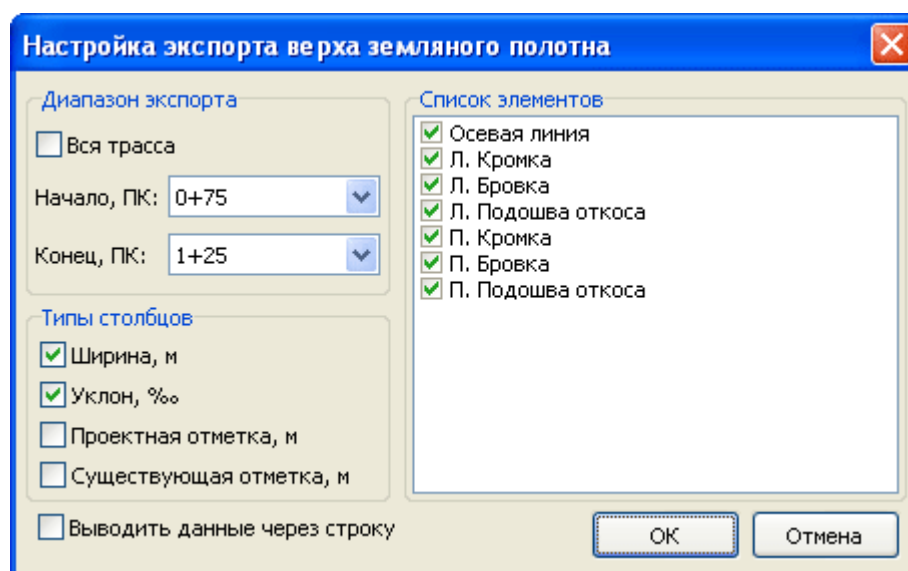 Настройка экспорта верха земляного полотна
Диапазон экспорта
Вся трасса
Начало, ПК: 0+75
Конец, ПК: 1+25
Типы столбцов
Ширина, м
Уклон, ‰
Проектная отметка, м
Существующая отметка, м
Выводить данные через строку
Список элементов
Осевая линия
Л. Кромка
Л. Бровка
Л. Подошва откоса
П. Кромка
П. Бровка
П. Подошва откоса
ОК
Отмена